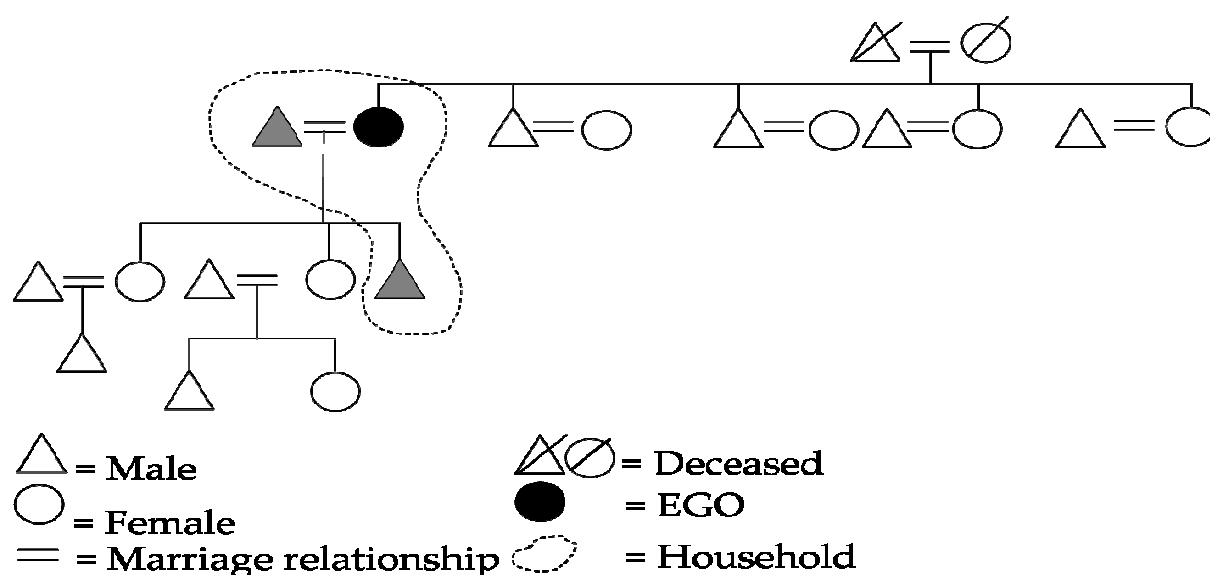 = Male
= Female
= Marriage relationship
= Deceased
= EGO
= Household